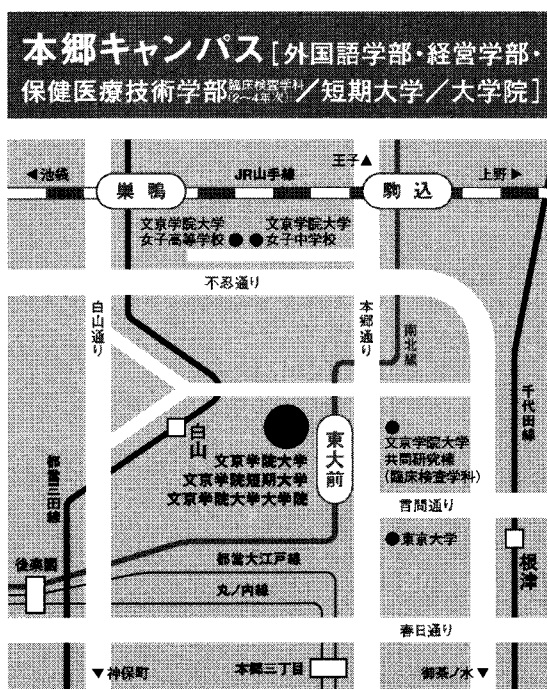 本郷キャンパス[外国語学部・経営学部・
保健医療技術学部(臨床検査学科 2〜4年次)/短期大学/大学院]
王子▲
◀池袋
JR山手線
上野▶
巣鴨
駒込
文京学院大学
女子高等学校
文京学院大学
女子中学校
不忍通り
白山通り
本郷通り
南北線
千代田線
白山
東大前
文京学院大学
文京学院短期大学
文京学院大学大学院
文京学院大学
共同研究棟
(臨床検査学科)
都営三田線
言問通り
東京大学
根津
後楽園
都営大江戸線
丸ノ内線
春日通り
▼神保町
本郷三丁目
御茶ノ水▼